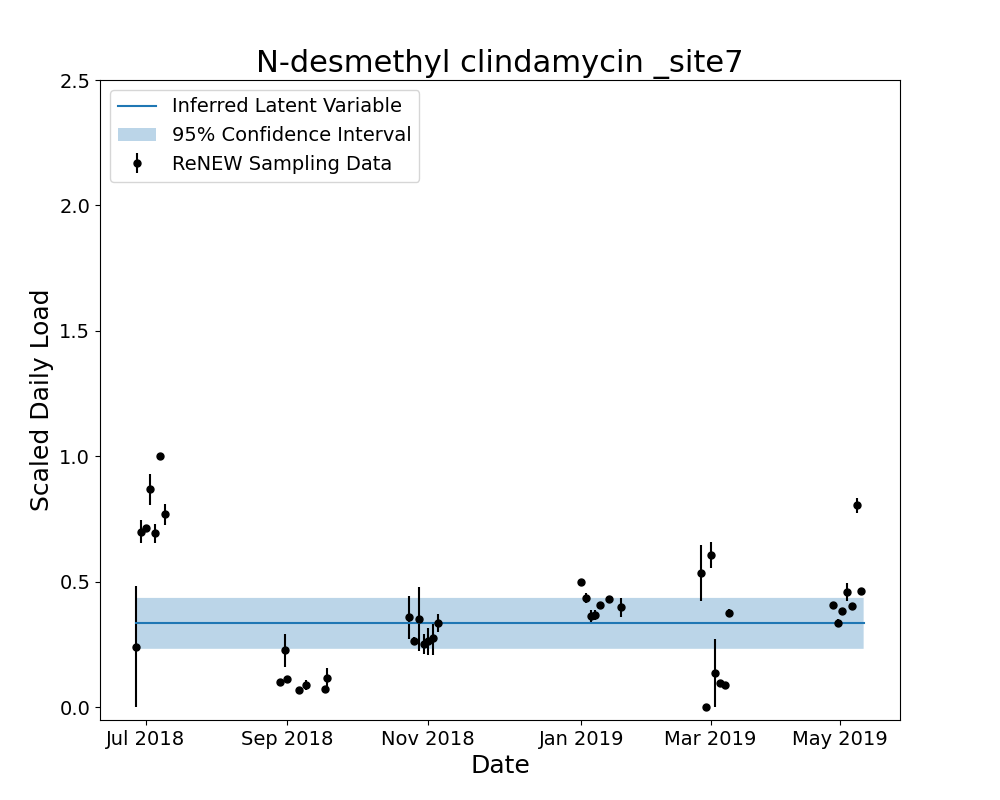 N-desmethyl clindamycin _site7
Inferred Latent Variable
95% Confidence Interval
ReNEW Sampling Data
Scaled Daily Load
2.5
2.0
1.5
1.0
0.5
0.0
Jul 2018
Sep 2018
Nov 2018
Jan 2019
Mar 2019
May 2019
Date